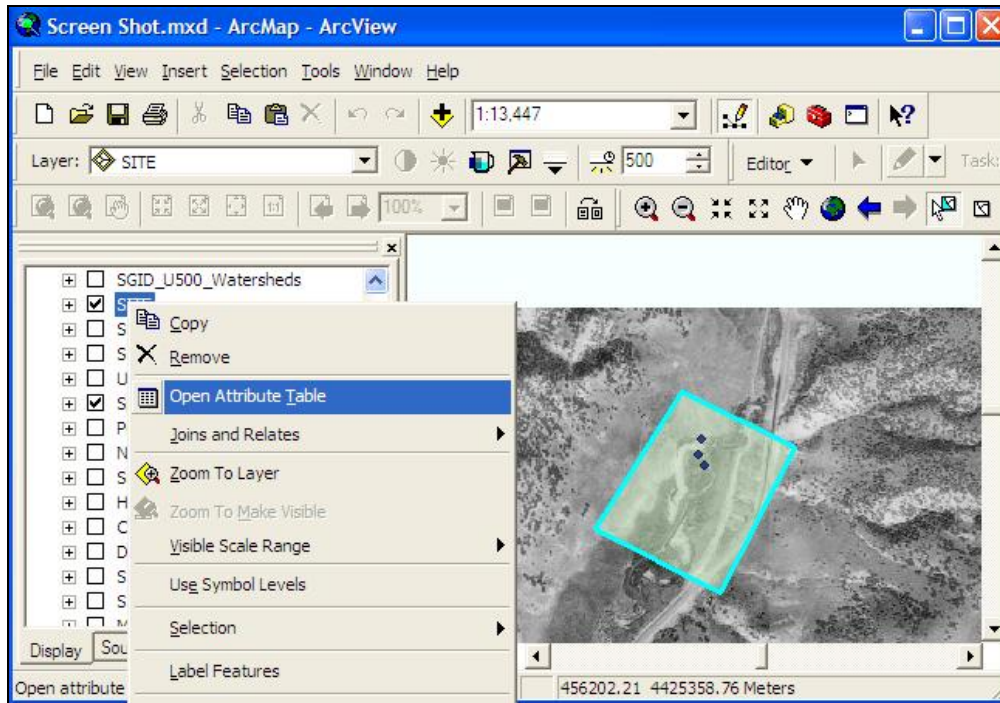 Screen Shot.mxd - ArcMap - ArcView
File Edit View Insert Selection Tools Window Help
1:13,447
Layer: SITE 500 Editor Task:
100%
SGID_U500_Watersheds
S
S Copy
S Remove
U
S Open Attribute Table
P Joins and Relates
N
S Zoom To Layer
H Zoom To Make Visible
C
D Visible Scale Range
S Use Symbol Levels
S
M Selection
Display Sou
Label Features
Open attribute 456202.21 4425358.76 Meters